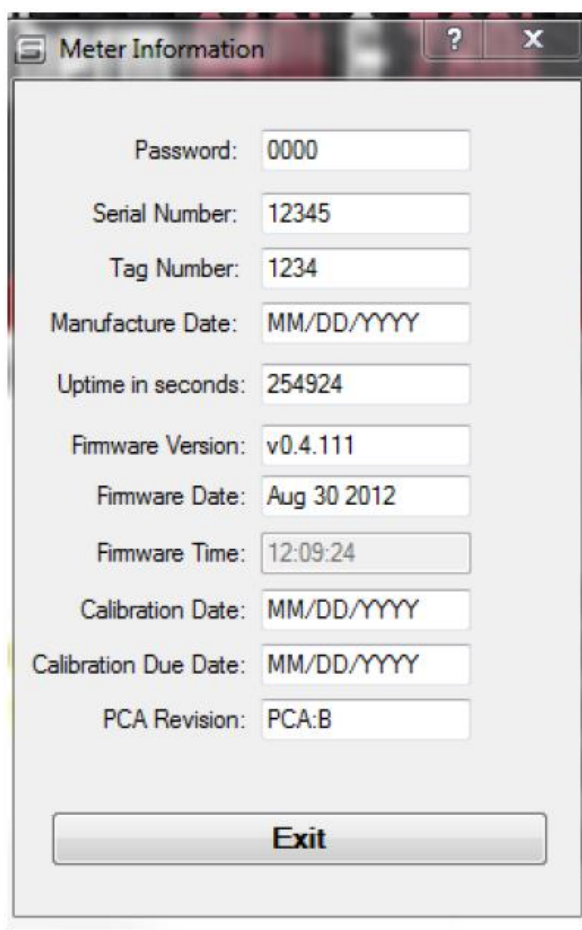 Meter Information
? X
Password: 0000
Serial Number: 12345
Tag Number: 1234
Manufacture Date: MM/DD/YYYY
Uptime in seconds: 254924
Firmware Version: v0.4.111
Firmware Date: Aug 30 2012
Firmware Time: 12:09:24
Calibration Date: MM/DD/YYYY
Calibration Due Date: MM/DD/YYYY
PCA Revision: PCA:B
Exit